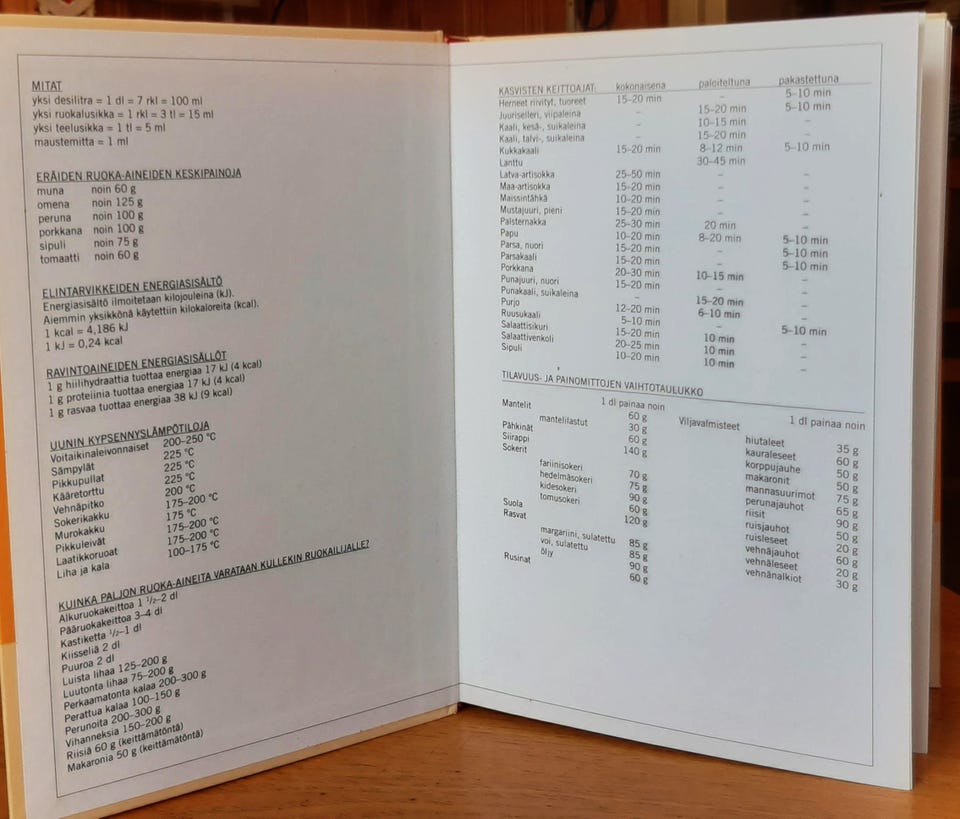 MITAT
yksi desilitra = 1 dl = 7 rkl = 100 ml
yksi ruokalusikka = 1 rkl = 3 tl = 15 ml
yksi teelusikka = 1 tl = 5 ml
maustemitta = 1 ml
ERÄIDEN RUOKA-AINEIDEN KESKIPAINOJA
muna noin 60 g
omena noin 125 g
peruna noin 100 g
porkkana noin 100 g
sipuli noin 75 g
tomaatti noin 60 g
ELINTARVIKKEIDEN ENERGIASISÄLTÖ
Energiasisältö ilmoitetaan kilojouleina (kJ).
Aiemmin yksikkönä käytettiin kilokaloreita (kcal).
1 kcal = 4,186 kJ
1 kJ = 0,24 kcal
RAVINTOAINEIDEN ENERGIASISÄLLÖT
1 g hiilihydraattia tuottaa energiaa 17 kJ (4 kcal)
1 g proteiinia tuottaa energiaa 17 kJ (4 kcal)
1 g rasvaa tuottaa energiaa 38 kJ (9 kcal)
UUNIN KYPSENNYSLÄMPÖTILOJA
Voitaikinaleivonnaiset 200–250 °C
Sämpylät 225 °C
Pikkupullat 225 °C
Kääretorttu 225 °C
Vehnäpitko 200 °C
Sokerikakku 175–200 °C
Murokakku 175 °C
Pikkuleivät 175–200 °C
Laatikkoruoat 175–200 °C
Liha ja kala 100–175 °C
KUINKA PALJON RUOKA-AINEITA VARATAAN KULLEKIN RUOKAILIJALLE?
Alkuruokakeittoa 1 1/2–2 dl
Pääruokakeittoa 3–4 dl
Kastiketta 1/2–1 dl
Kiisseliä 2 dl
Puuroa 2 dl
Luista lihaa 125–200 g
Luutonta lihaa 75–200 g
Perkaamatonta kalaa 200–300 g
Perattua kalaa 100–150 g
Perunoita 200–300 g
Vihanneksia 150–200 g
Riisiä 60 g (keittämätöntä)
Makaronia 50 g (keittämätöntä)
KASVISTEN KEITTOAJAT: kokonaisena paloiteltuna pakastettuna
Herneet riivityt, tuoreet 15–20 min – 5–10 min
Juuriselleri, viipaleina – 15–20 min 5–10 min
Kaali, kesä-, suikaleina – 10–15 min –
Kaali, talvi-, suikaleina – 15–20 min –
Kukkakaali 15–20 min 8–12 min 5–10 min
Lanttu – 30–45 min –
Latva-artisokka 25–50 min – –
Maa-artisokka 15–20 min – –
Maissintähkä 10–20 min – –
Mustajuuri, pieni 15–20 min – –
Palsternakka 25–30 min 20 min –
Papu 10–20 min 8–20 min 5–10 min
Parsa, nuori 15–20 min – 5–10 min
Parsakaali 15–20 min – 5–10 min
Porkkana 20–30 min 10–15 min –
Punajuuri, nuori 15–20 min – –
Punakaali, suikaleina – 15–20 min –
Purjo 12–20 min 6–10 min –
Ruusukaali 5–10 min – 5–10 min
Salaattisikuri 15–20 min 10 min –
Salaattivenkoli 20–25 min 10 min –
Sipuli 10–20 min 10 min –
TILAVUUS- JA PAINOMITTOJEN VAIHTOTAULUKKO
1 dl painaa noin
Mantelit 60 g
mantelilastut 30 g
Pähkinät 60 g
Siirappi 140 g
Sokerit
fariinisokeri 70 g
hedelmäsokeri 75 g
kidesokeri 90 g
tomusokeri 60 g
Suola 120 g
Rasvat
margariini, sulatettu 85 g
voi, sulatettu 85 g
öljy 90 g
Rusinat 60 g
1 dl painaa noin
Viljavalmisteet
hiutaleet 35 g
kauraleseet 60 g
korppujauhe 50 g
makaronit 50 g
mannasuurimot 75 g
perunajauhot 65 g
riisit 90 g
ruisjauhot 50 g
ruisleseet 20 g
vehnäjauhot 60 g
vehnäleseet 20 g
vehnänalkiot 30 g